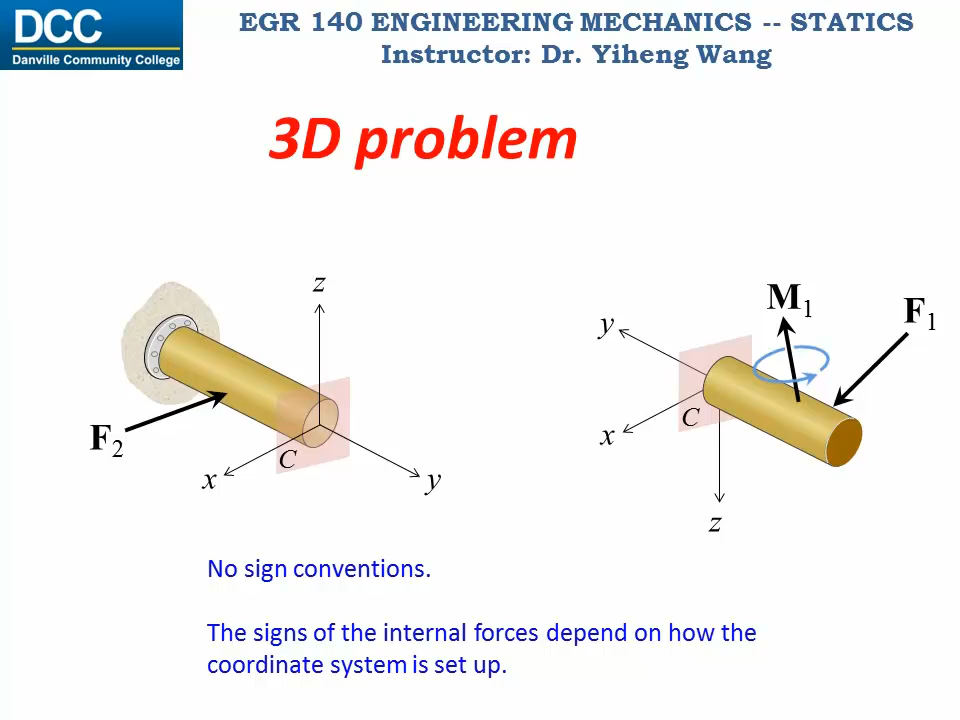 DCC
Danville Community College
EGR 140 ENGINEERING MECHANICS -- STATICS
Instructor: Dr. Yiheng Wang
3D problem
z
F2
x
C
y
M1
F1
y
x
C
z
No sign conventions.
The signs of the internal forces depend on how the
coordinate system is set up.